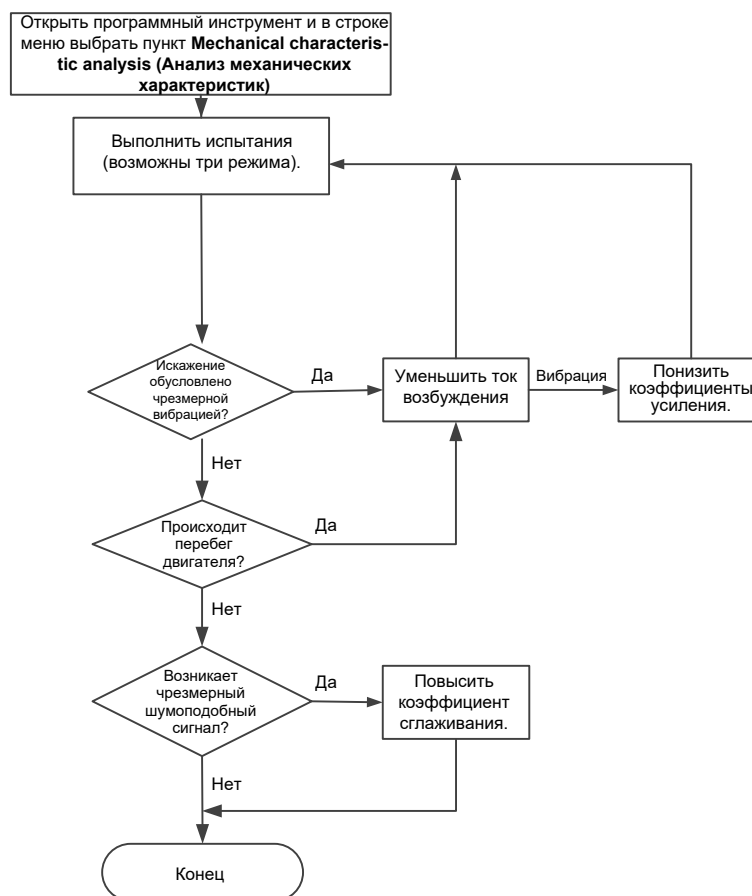 Открыть программный инструмент и в строке
меню выбрать пункт Mechanical characteris-
tic analysis (Анализ механических
характеристик)
Выполнить испытания
(возможны три режима).
Искажение
обусловлено
чрезмерной
вибрацией?
Да
Уменьшить ток
возбуждения
Вибрация
Понизить
коэффициенты
усиления.
Нет
Происходит
перебег
двигателя?
Да
Нет
Возникает
чрезмерный
шумоподобный
сигнал?
Да
Повысить
коэффициент
сглаживания.
Нет
Конец